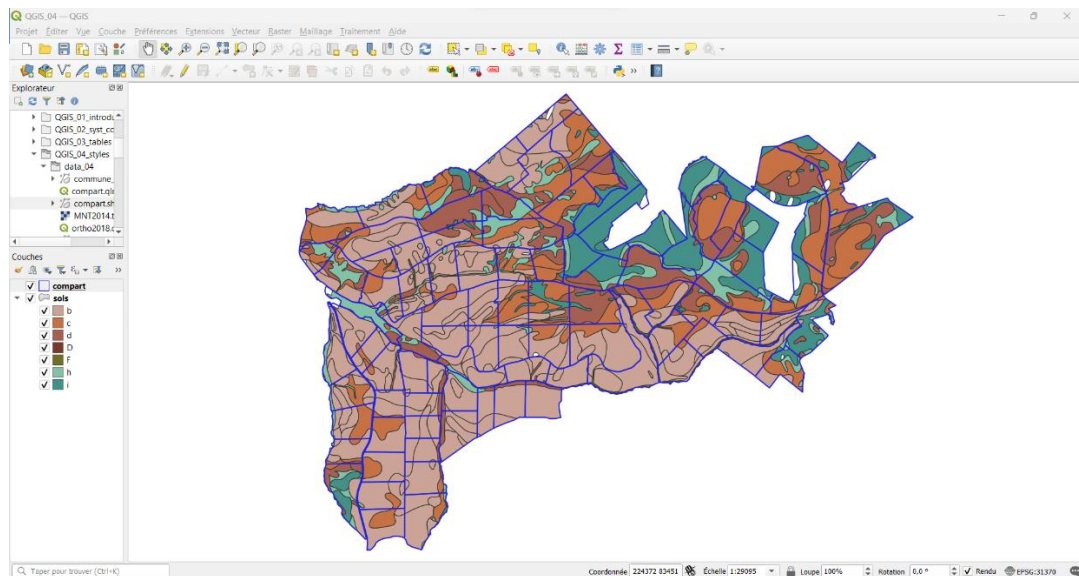 QGIS_04 — QGIS
Projet Éditer Vue Couche Préférences Extensions Vecteur Raster Maillage Traitement Aide
Explorateur
QGIS_01_introdu
QGIS_02_syst_cc
QGIS_03_tables
QGIS_04_styles
data_04
commune_
compart.qlr
compart.sh
MNT2014.t
ortho2018.
Couches
compart
sols
b
c
d
D
F
h
i
Taper pour trouver (Ctrl+K)
Coordonnée 224372 83451 Échelle 1:29095 Loupe 100% Rotation 0,0 ° Rendu EPSG:31370